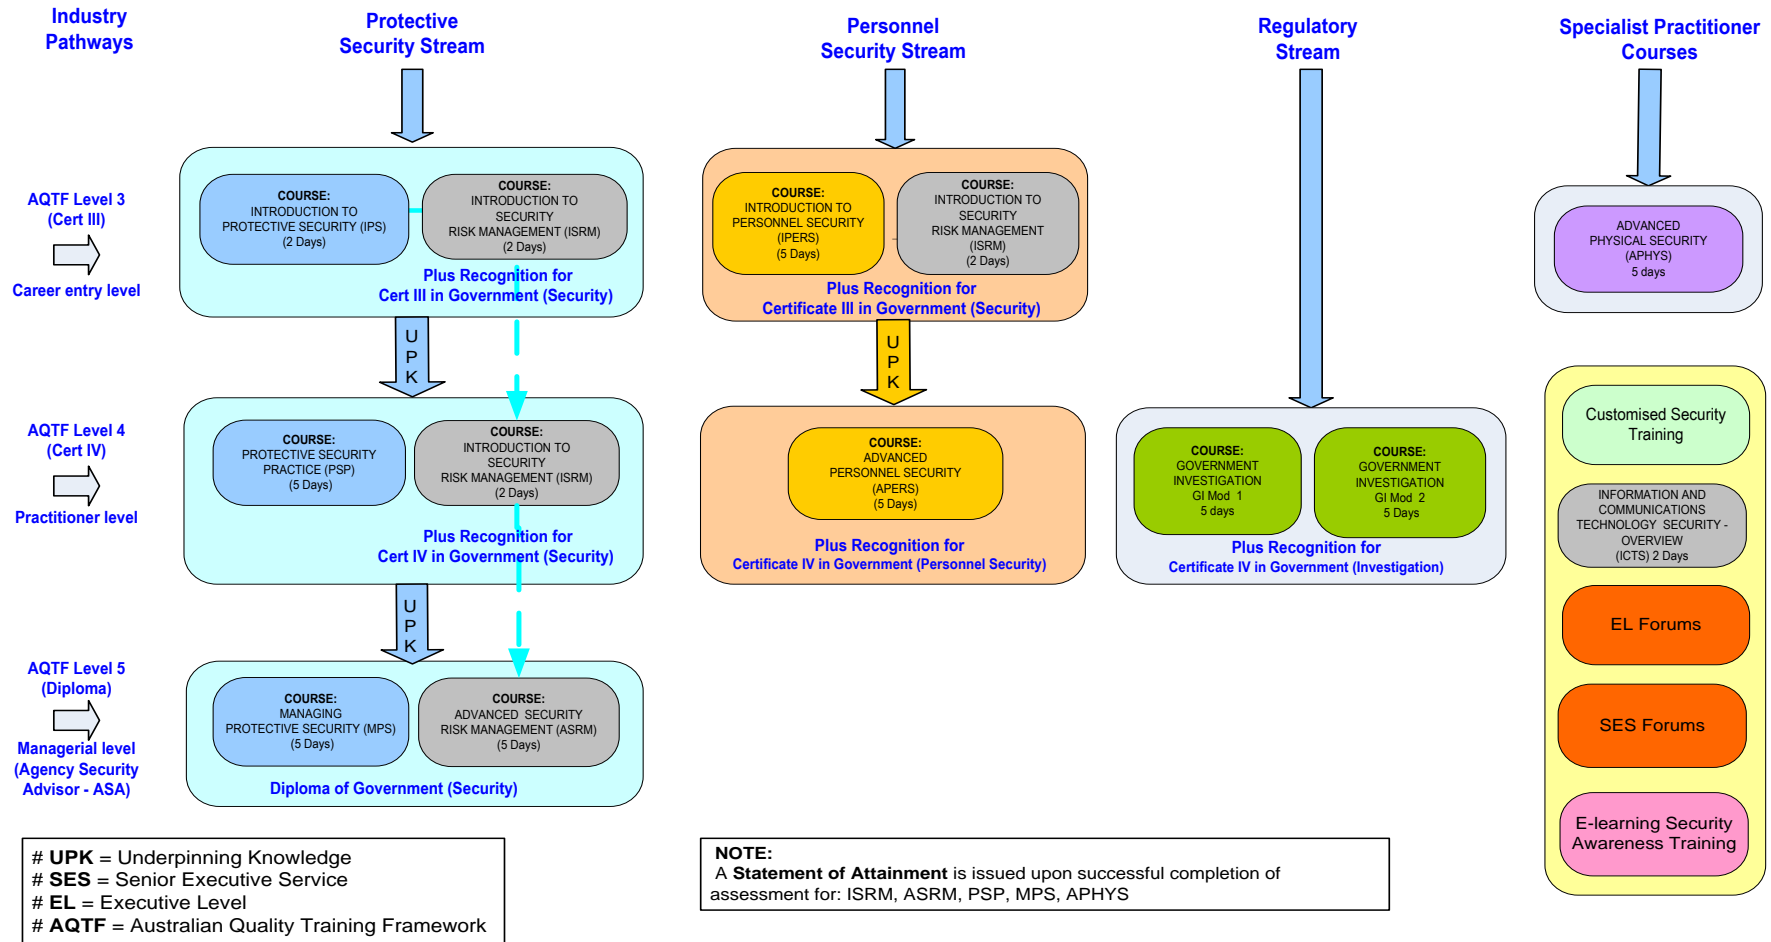 Industry
Pathways
Protective
Security Stream
Personnel
Security Stream
Regulatory
Stream
Specialist Practitioner
Courses
AQTF Level 3
(Cert III)
Career entry level
COURSE:
INTRODUCTION TO
PROTECTIVE SECURITY (IPS)
(2 Days)
COURSE:
INTRODUCTION TO
SECURITY
RISK MANAGEMENT (ISRM)
(2 Days)
Plus Recognition for
Cert III in Government (Security)
COURSE:
INTRODUCTION TO
PERSONNEL SECURITY
(IPERS)
(5 Days)
COURSE:
INTRODUCTION TO
SECURITY
RISK MANAGEMENT
(ISRM)
(2 Days)
Plus Recognition for
Certificate III in Government (Security)
ADVANCED
PHYSICAL SECURITY
(APHYS)
5 days
U
P
K
U
P
K
AQTF Level 4
(Cert IV)
Practitioner level
COURSE:
PROTECTIVE SECURITY
PRACTICE (PSP)
(5 Days)
COURSE:
INTRODUCTION TO
SECURITY
RISK MANAGEMENT (ISRM)
(2 Days)
Plus Recognition for
Cert IV in Government (Security)
COURSE:
ADVANCED
PERSONNEL SECURITY
(APERS)
(5 Days)
Plus Recognition for
Certificate IV in Government (Personnel Security)
COURSE:
GOVERNMENT
INVESTIGATION
GI Mod 1
5 days
COURSE:
GOVERNMENT
INVESTIGATION
GI Mod 2
5 Days
Plus Recognition for
Certificate IV in Government (Investigation)
Customised Security
Training
INFORMATION AND
COMMUNICATIONS
TECHNOLOGY SECURITY -
OVERVIEW
(ICTS) 2 Days
EL Forums
SES Forums
E-learning Security
Awareness Training
U
P
K
AQTF Level 5
(Diploma)
Managerial level
(Agency Security
Advisor - ASA)
COURSE:
MANAGING
PROTECTIVE SECURITY (MPS)
(5 Days)
COURSE:
ADVANCED SECURITY
RISK MANAGEMENT (ASRM)
(5 Days)
Diploma of Government (Security)
# UPK = Underpinning Knowledge
# SES = Senior Executive Service
# EL = Executive Level
# AQTF = Australian Quality Training Framework
NOTE:
A Statement of Attainment is issued upon successful completion of
assessment for: ISRM, ASRM, PSP, MPS, APHYS